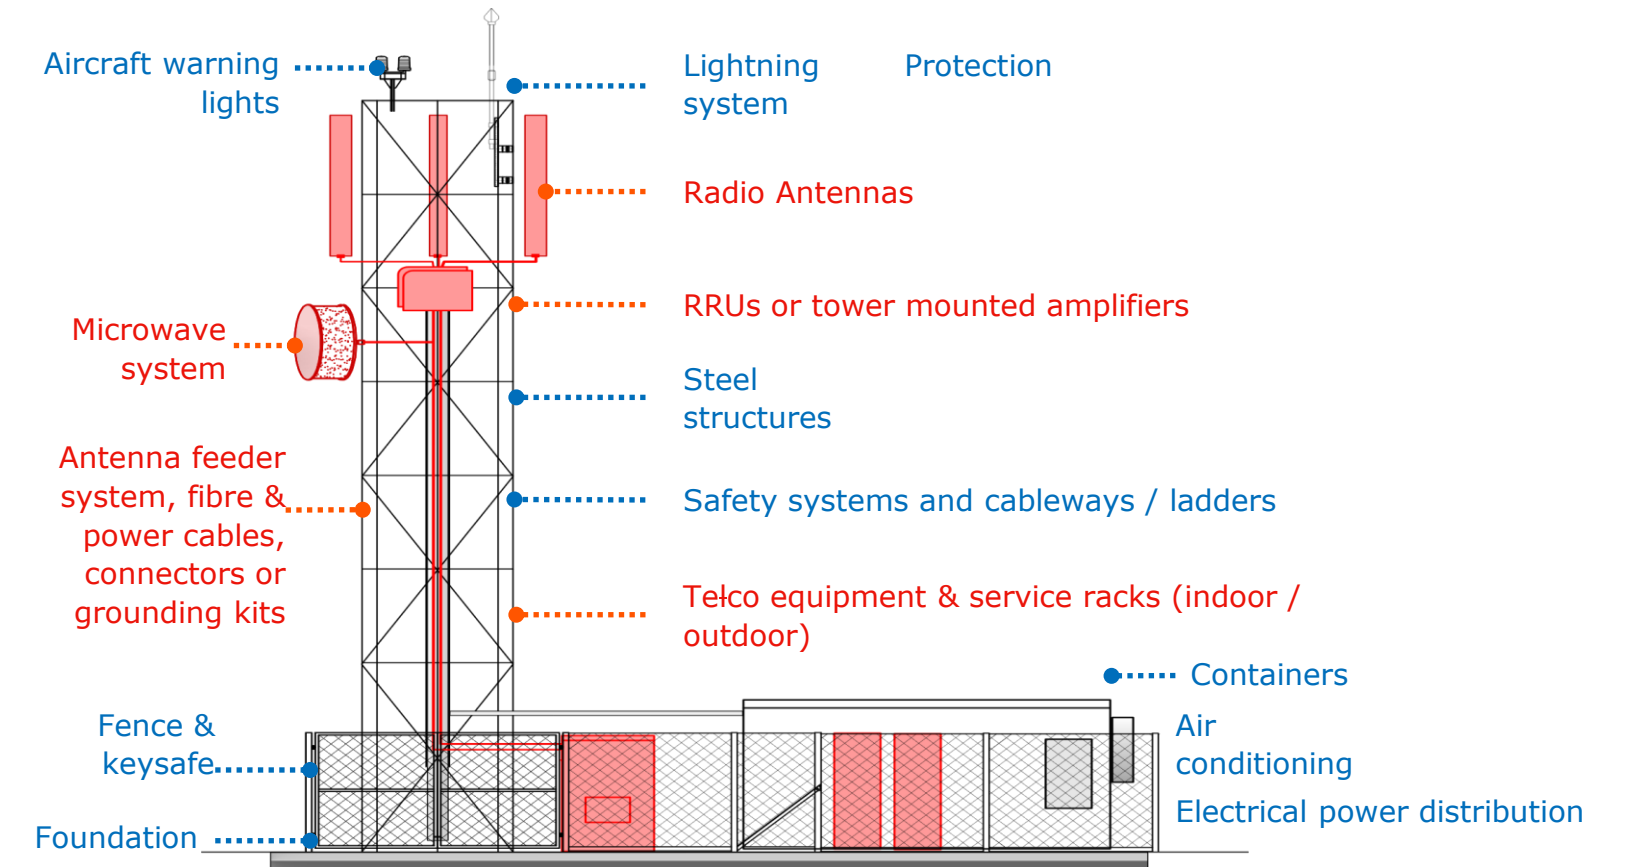 Aircraft warning
lights
Lightning Protection
system
Radio Antennas
RRUs or tower mounted amplifiers
Microwave
system
Steel
structures
Antenna feeder
system, fibre &
power cables,
connectors or
grounding kits
Safety systems and cableways / ladders
Telco equipment & service racks (indoor /
outdoor)
Containers
Fence &
keysafe
Air
conditioning
Electrical power distribution
Foundation